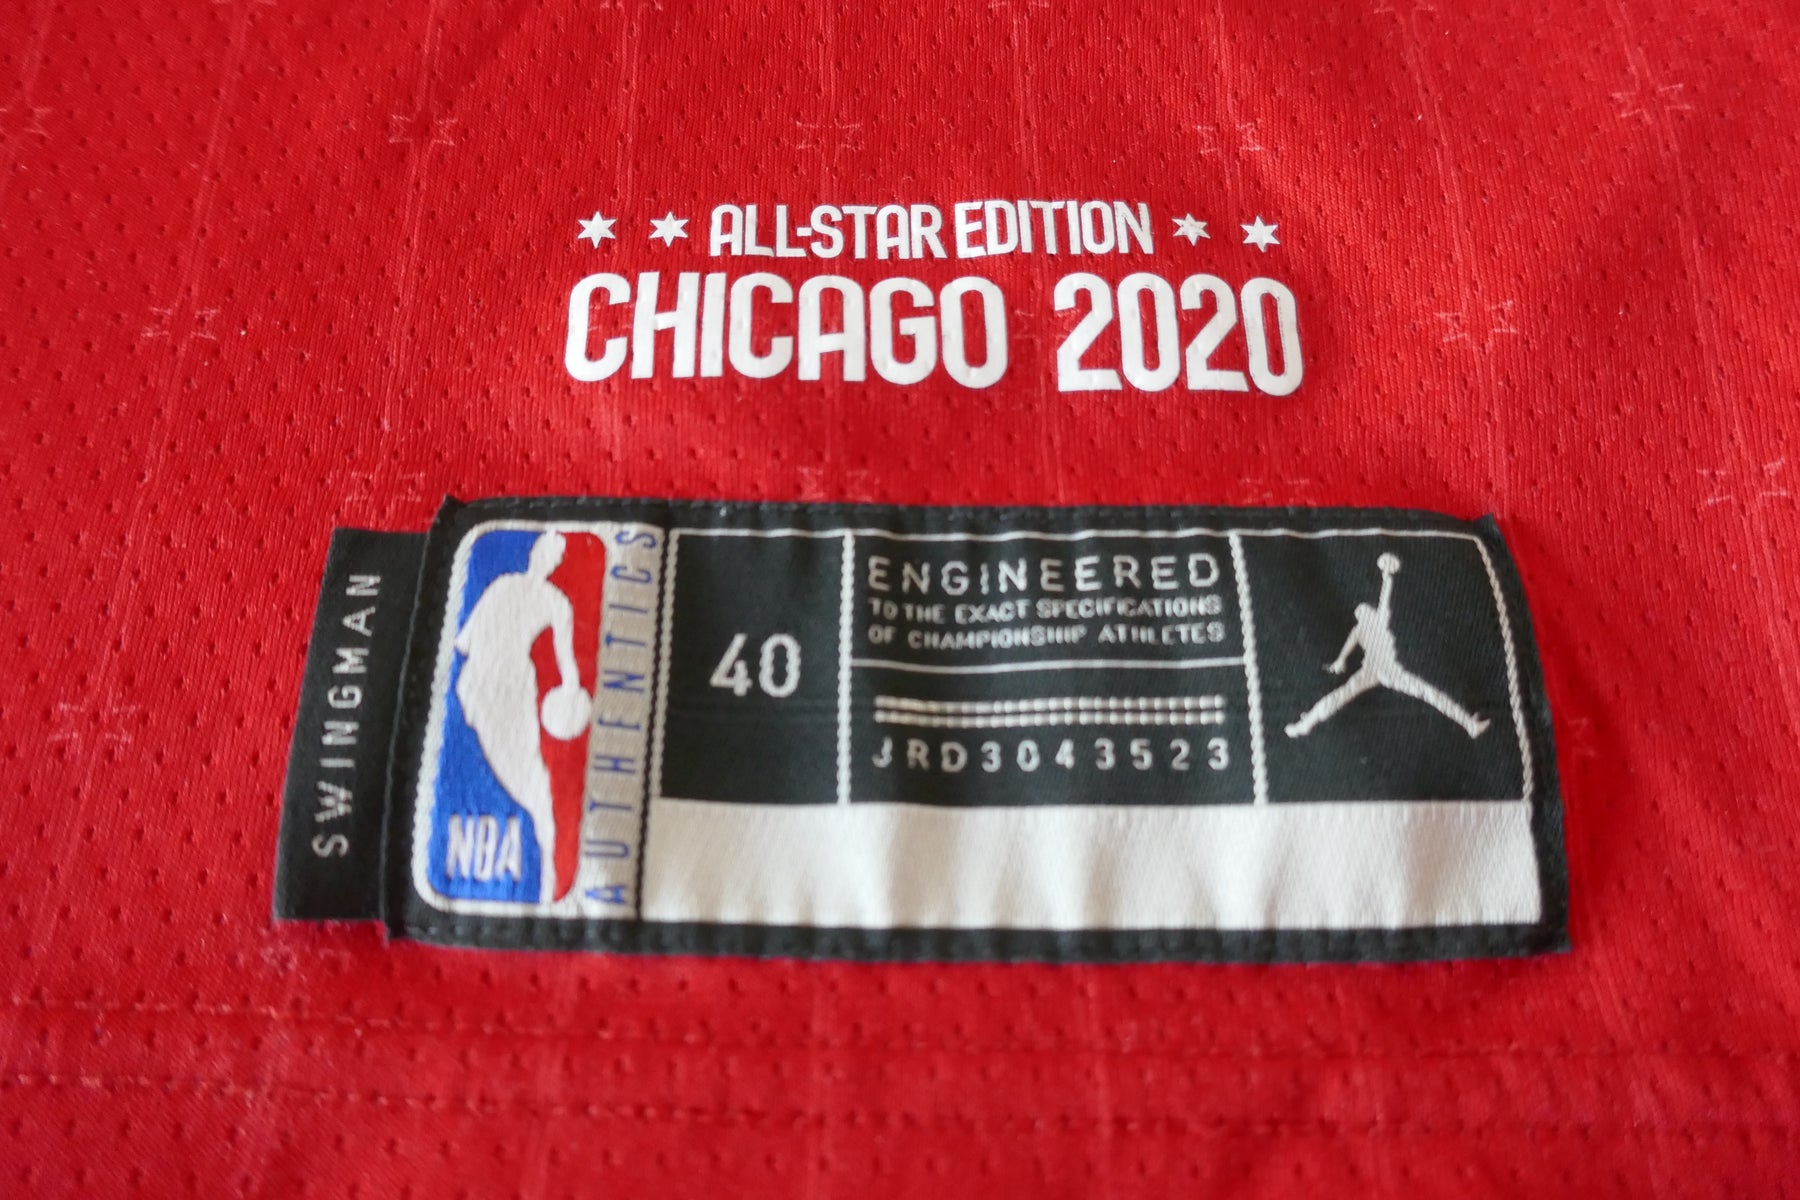 ALL-STAR EDITION
CHICAGO 2020
SWINGMAN
NBA
AUTHENTICS
40
ENGINEERED
TO THE EXACT SPECIFICATIONS
OF CHAMPIONSHIP ATHLETES
JRD3043523